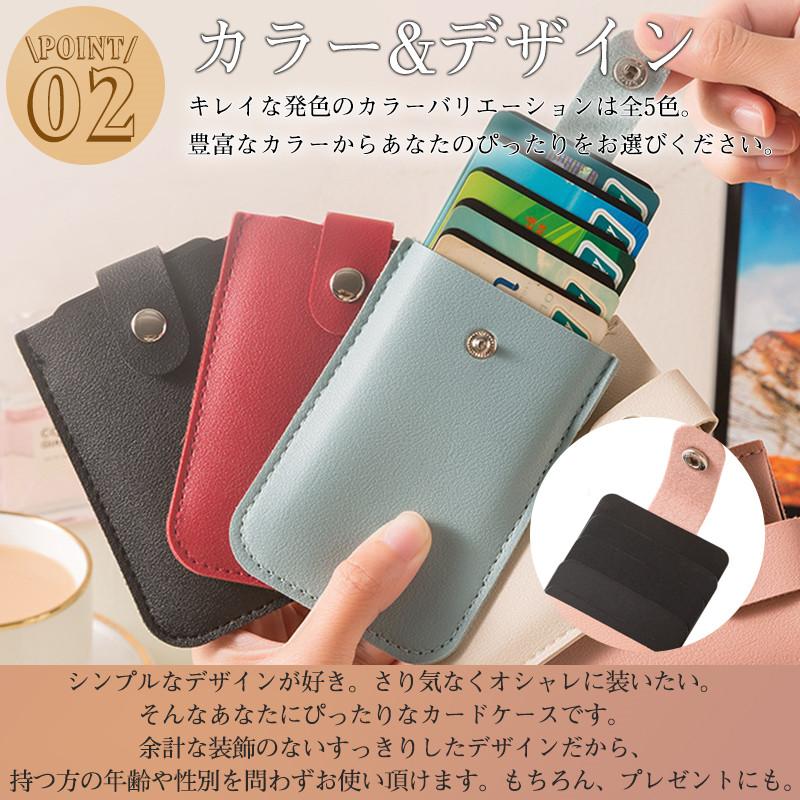 POINT
02
カラー&デザイン
キレイな発色のカラーバリエーションは全5色。
豊富なカラーからあなたのぴったりをお選びください。
シンプルなデザインが好き。さり気なくオシャレに装いたい。
そんなあなたにぴったりなカードケースです。
余計な装飾のないすっきりしたデザインだから、
持つ方の年齢や性別を問わずお使い頂けます。もちろん、プレゼントにも。